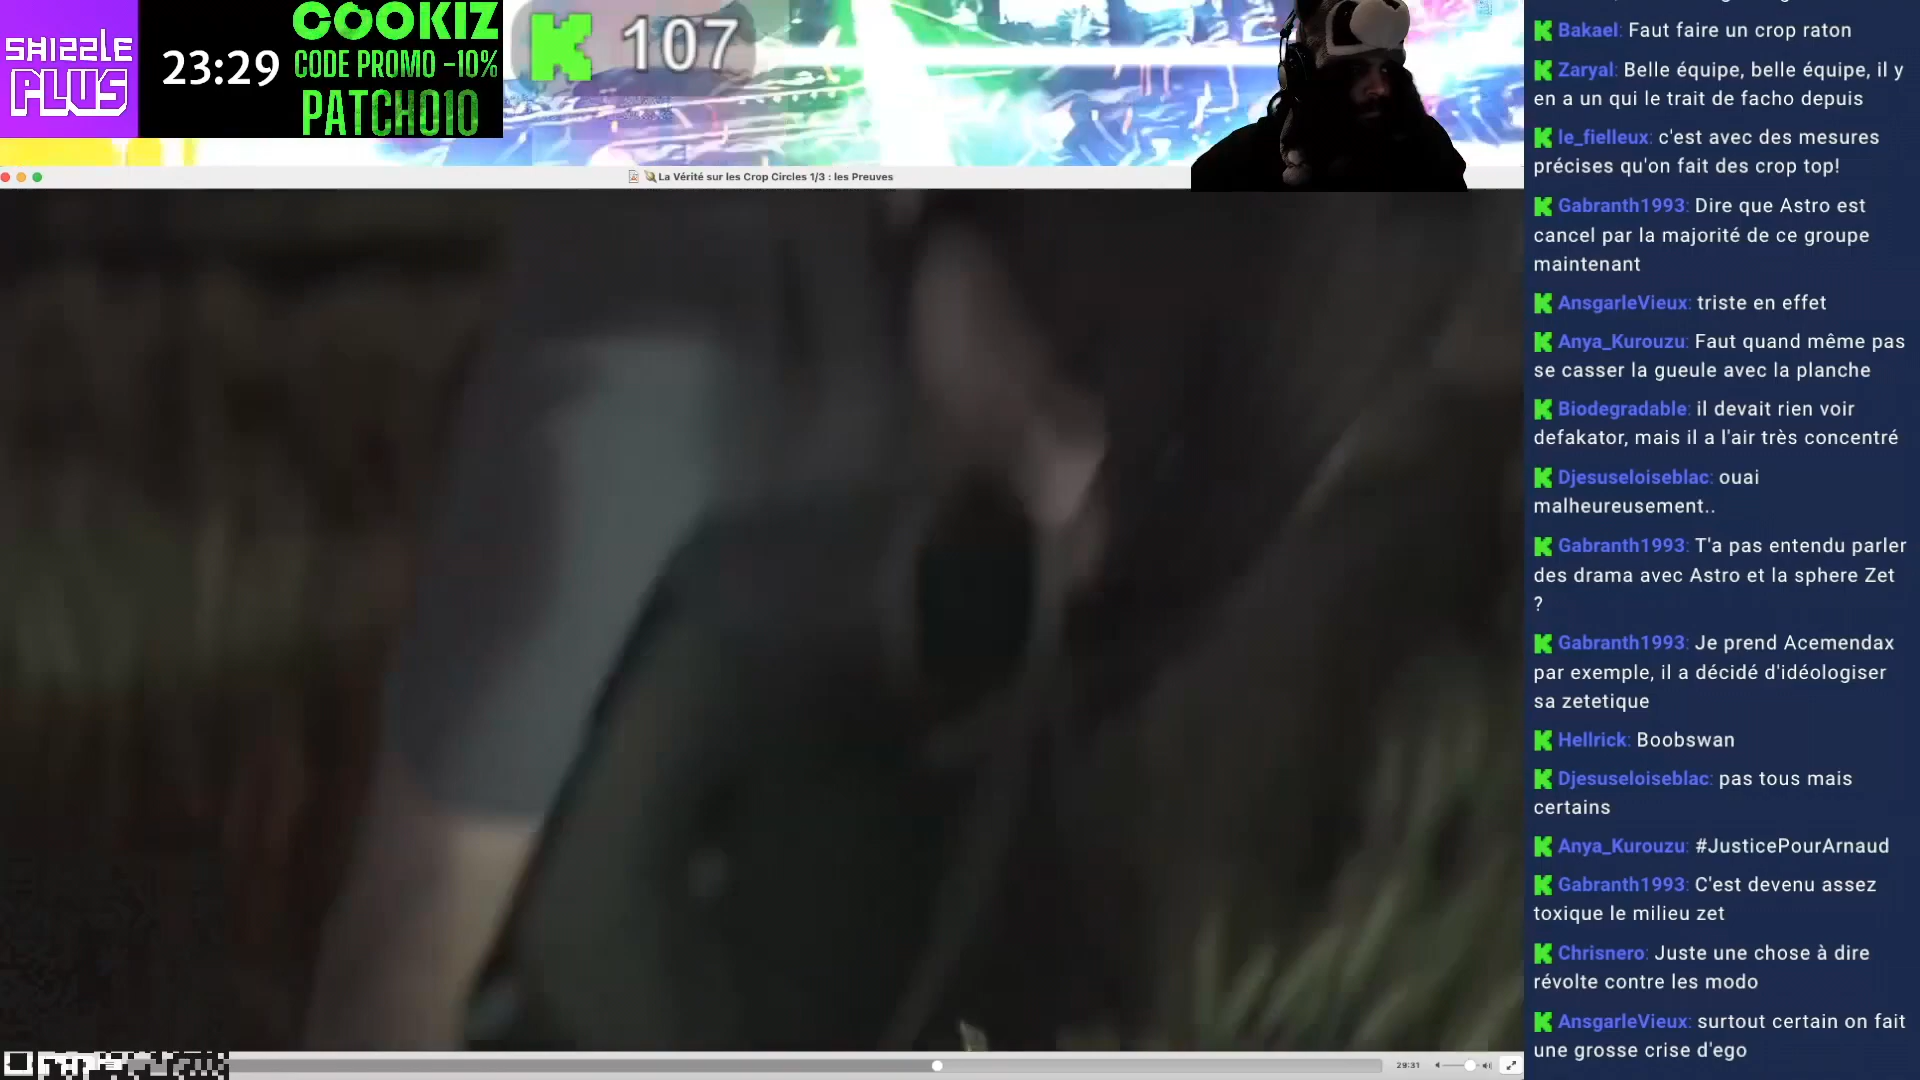 SHIZZLE
PLUS
23:29
COOKIZ
CODE PROMO -10%
PATCHO10
107
La Vérité sur les Crop Circles 1/3 : les Preuves
Bakael: Faut faire un crop raton
Zaryal: Belle équipe, belle équipe, il y
en a un qui le trait de facho depuis
le_fielleux: c'est avec des mesures
précises qu'on fait des crop top!
Gabranth1993: Dire que Astro est
cancel par la majorité de ce groupe
maintenant
AnsgarleVieux: triste en effet
Anya_Kurouzu: Faut quand même pas
se casser la gueule avec la planche
Biodegradable: il devait rien voir
defakator, mais il a l'air très concentré
Djesuseloiseblac: ouai
malheureusement..
Gabranth1993: T'a pas entendu parler
des drama avec Astro et la sphere Zet
?
Gabranth1993: Je prend Acemendax
par exemple, il a décidé d'idéologiser
sa zetetique
Hellrick: Boobswan
Djesuseloiseblac: pas tous mais
certains
Anya_Kurouzu: #JusticePourArnaud
Gabranth1993: C'est devenu assez
toxique le milieu zet
Chrisnero: Juste une chose à dire
révolte contre les modo
AnsgarleVieux: surtout certain on fait
une grosse crise d'ego
29:31